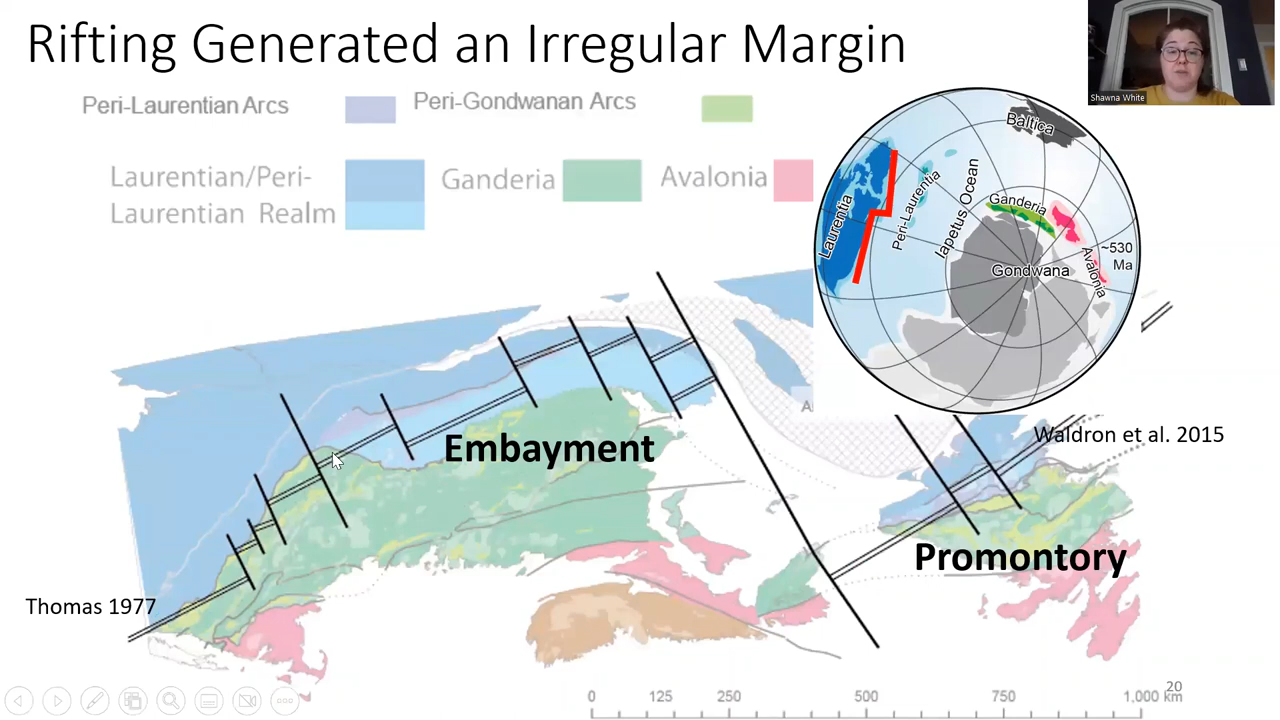 Rifting Generated an Irregular Margin
Shawna White
Peri-Laurentian Arcs
Peri-Gondwanan Arcs
Laurentian/Peri-
Laurentian Realm
Ganderia
Avalonia
Baltica
Laurentia
Peri-Laurentia
Iapetus Ocean
Ganderia
Avalonia
Gondwana
~530
Ma
A
Waldron et al. 2015
Embayment
Promontory
Thomas 1977
20
0 125 250 500 750 1,000 km